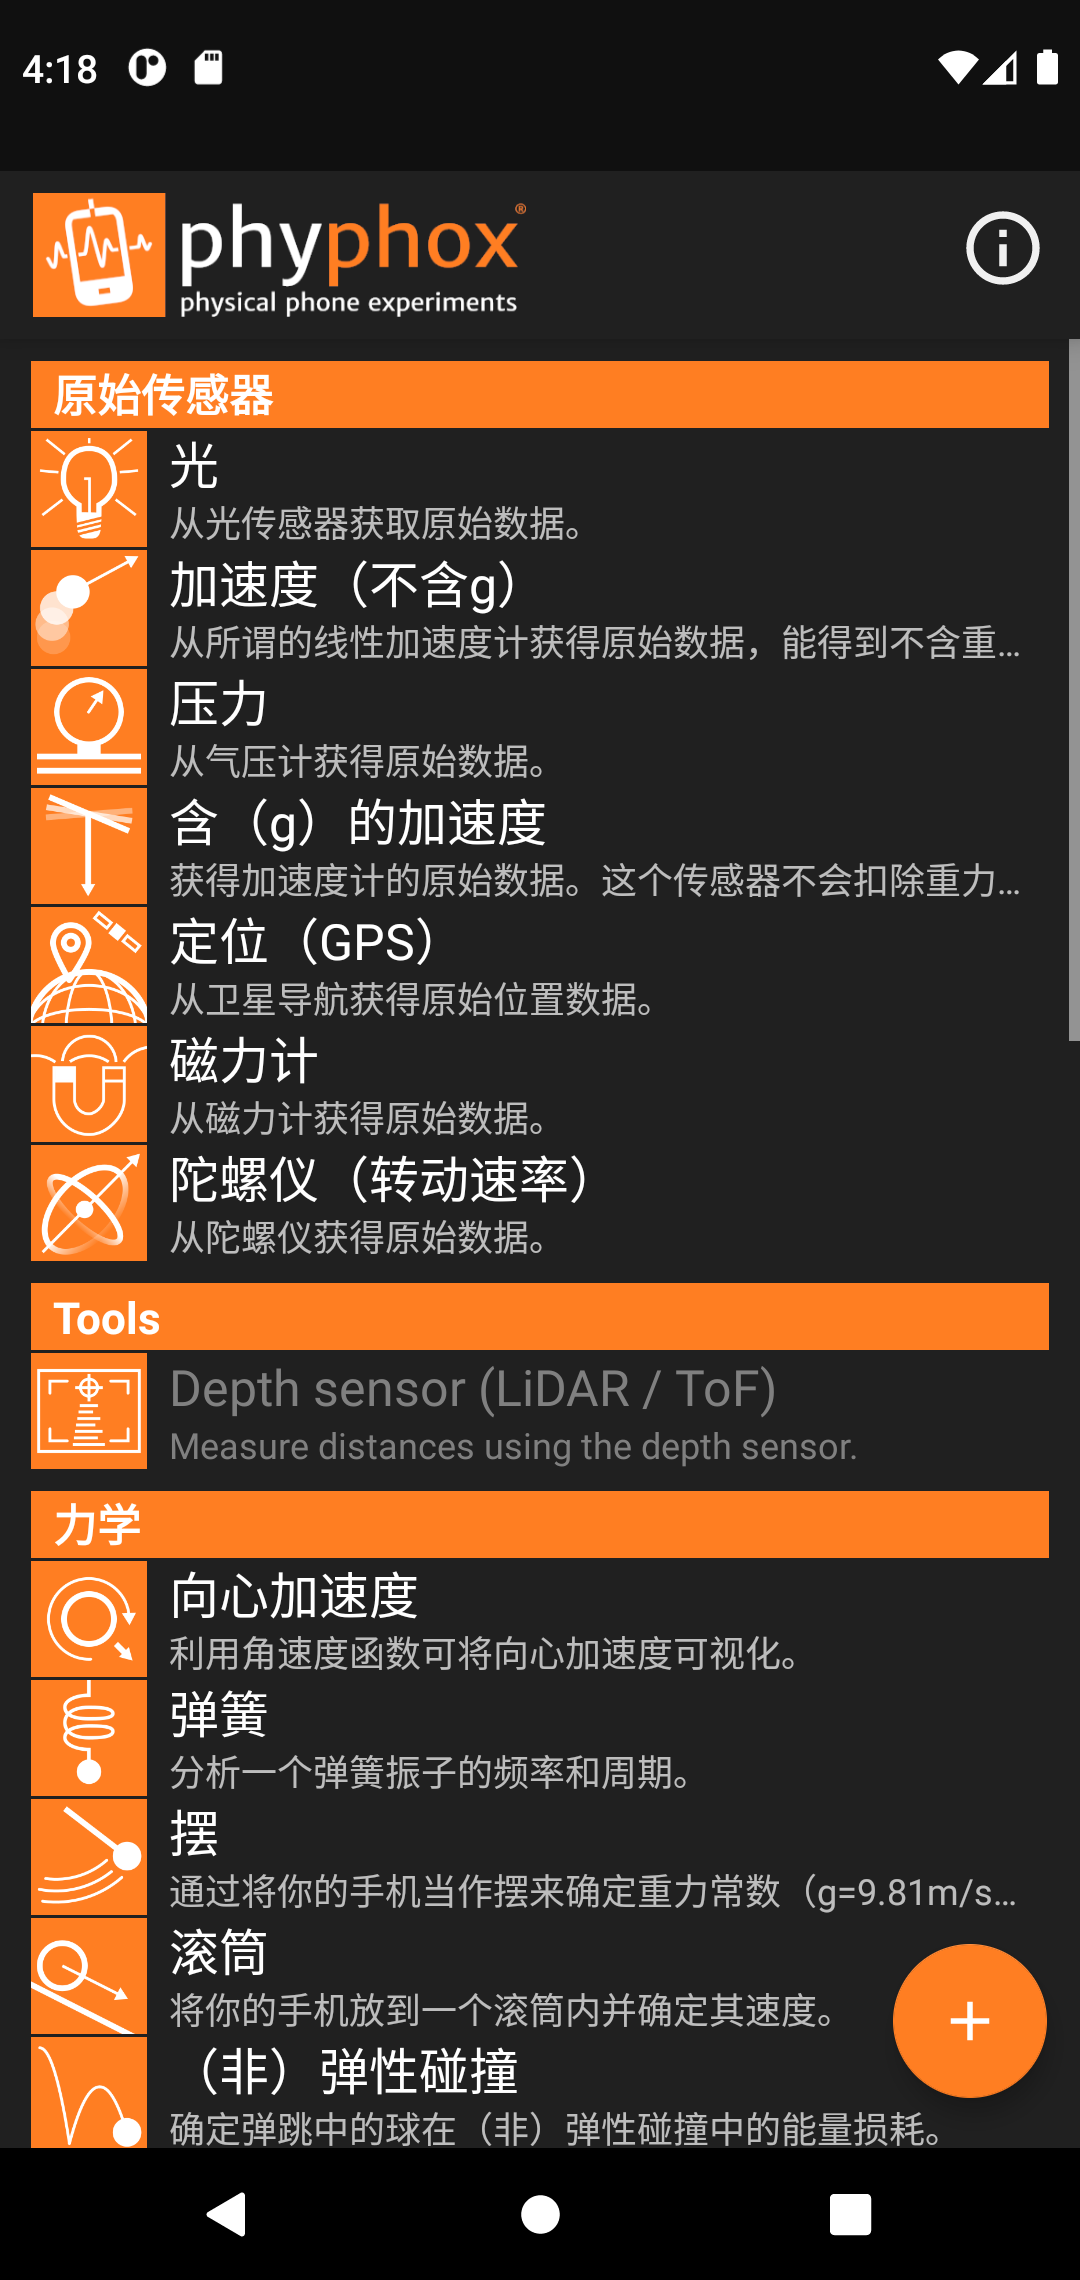 4:18
phyphox®
physical phone experiments
原始传感器
光
从光传感器获取原始数据。
加速度（不含g）
从所谓的线性加速度计获得原始数据，能得到不含重…
压力
从气压计获得原始数据。
含（g）的加速度
获得加速度计的原始数据。这个传感器不会扣除重力…
定位（GPS）
从卫星导航获得原始位置数据。
磁力计
从磁力计获得原始数据。
陀螺仪（转动速率）
从陀螺仪获得原始数据。
Tools
Depth sensor (LiDAR / ToF)
Measure distances using the depth sensor.
力学
向心加速度
利用角速度函数可将向心加速度可视化。
弹簧
分析一个弹簧振子的频率和周期。
摆
通过将你的手机当作摆来确定重力常数（g=9.81m/s…
滚筒
将你的手机放到一个滚筒内并确定其速度。
（非）弹性碰撞
确定弹跳中的球在（非）弹性碰撞中的能量损耗。